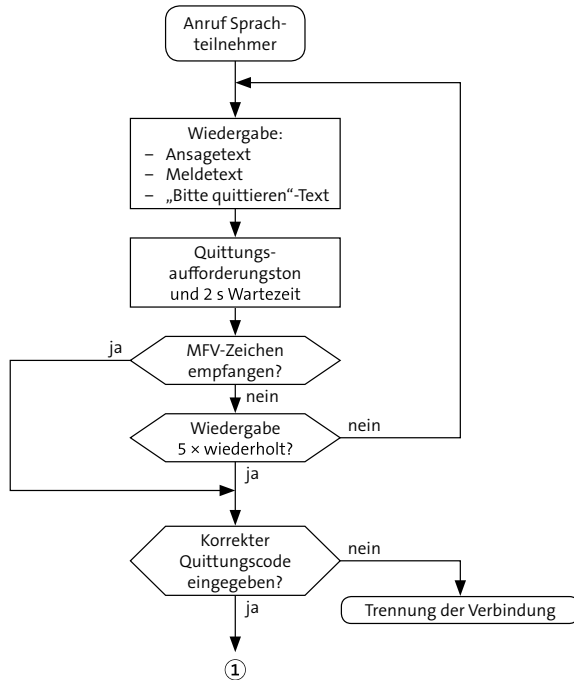 Anruf Sprach-
teilnehmer
Wiedergabe:
– Ansagetext
– Meldetext
– „Bitte quittieren“-Text
Quittungs-
aufforderungston
und 2 s Wartezeit
ja
MFV-Zeichen
empfangen?
nein
Wiedergabe
5 × wiederholt?
nein
ja
Korrekter
Quittungscode
eingegeben?
nein
ja
Trennung der Verbindung
1